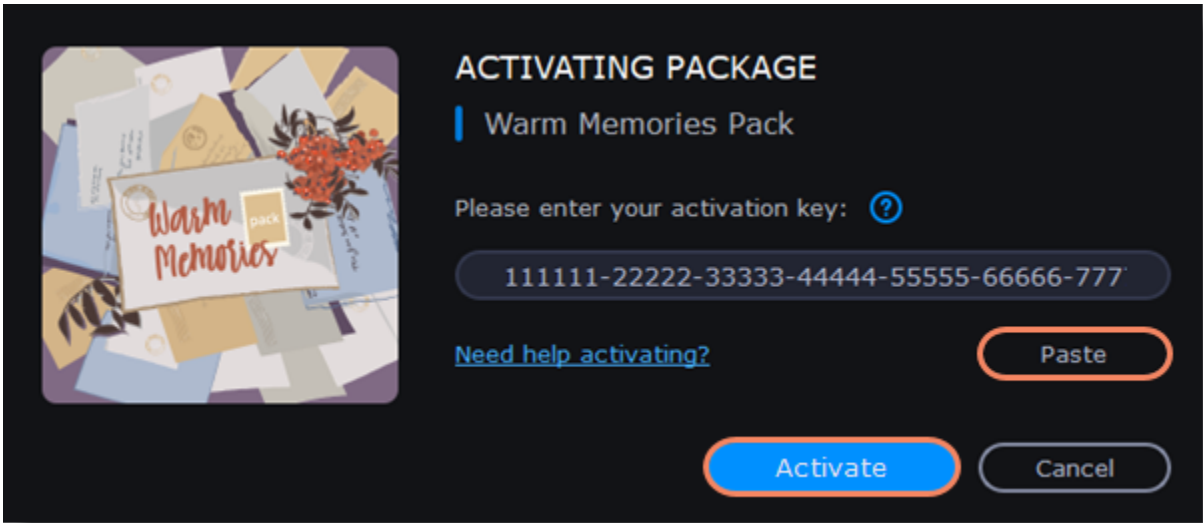 ACTIVATING PACKAGE
Warm Memories Pack
Warm
pack
Memories
Please enter your activation key: ?
111111-22222-33333-44444-55555-66666-777
Need help activating?
Paste
Activate
Cancel